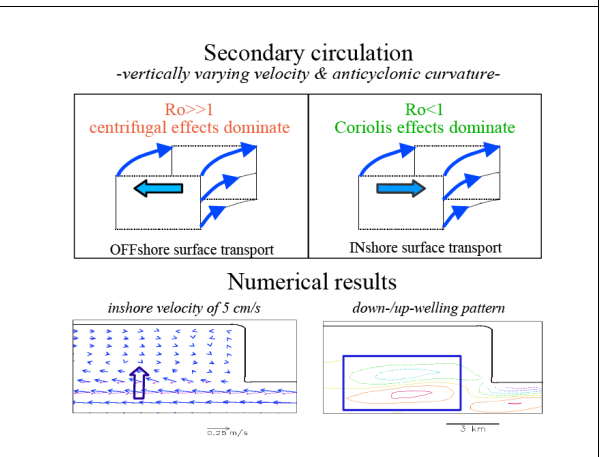 Secondary circulation
-vertically varying velocity & anticyclonic curvature-
Ro>>1
centrifugal effects dominate
OFFshore surface transport
Ro<1
Coriolis effects dominate
INshore surface transport
Numerical results
inshore velocity of 5 cm/s
down-/up-welling pattern
0.25 m/s
3 km